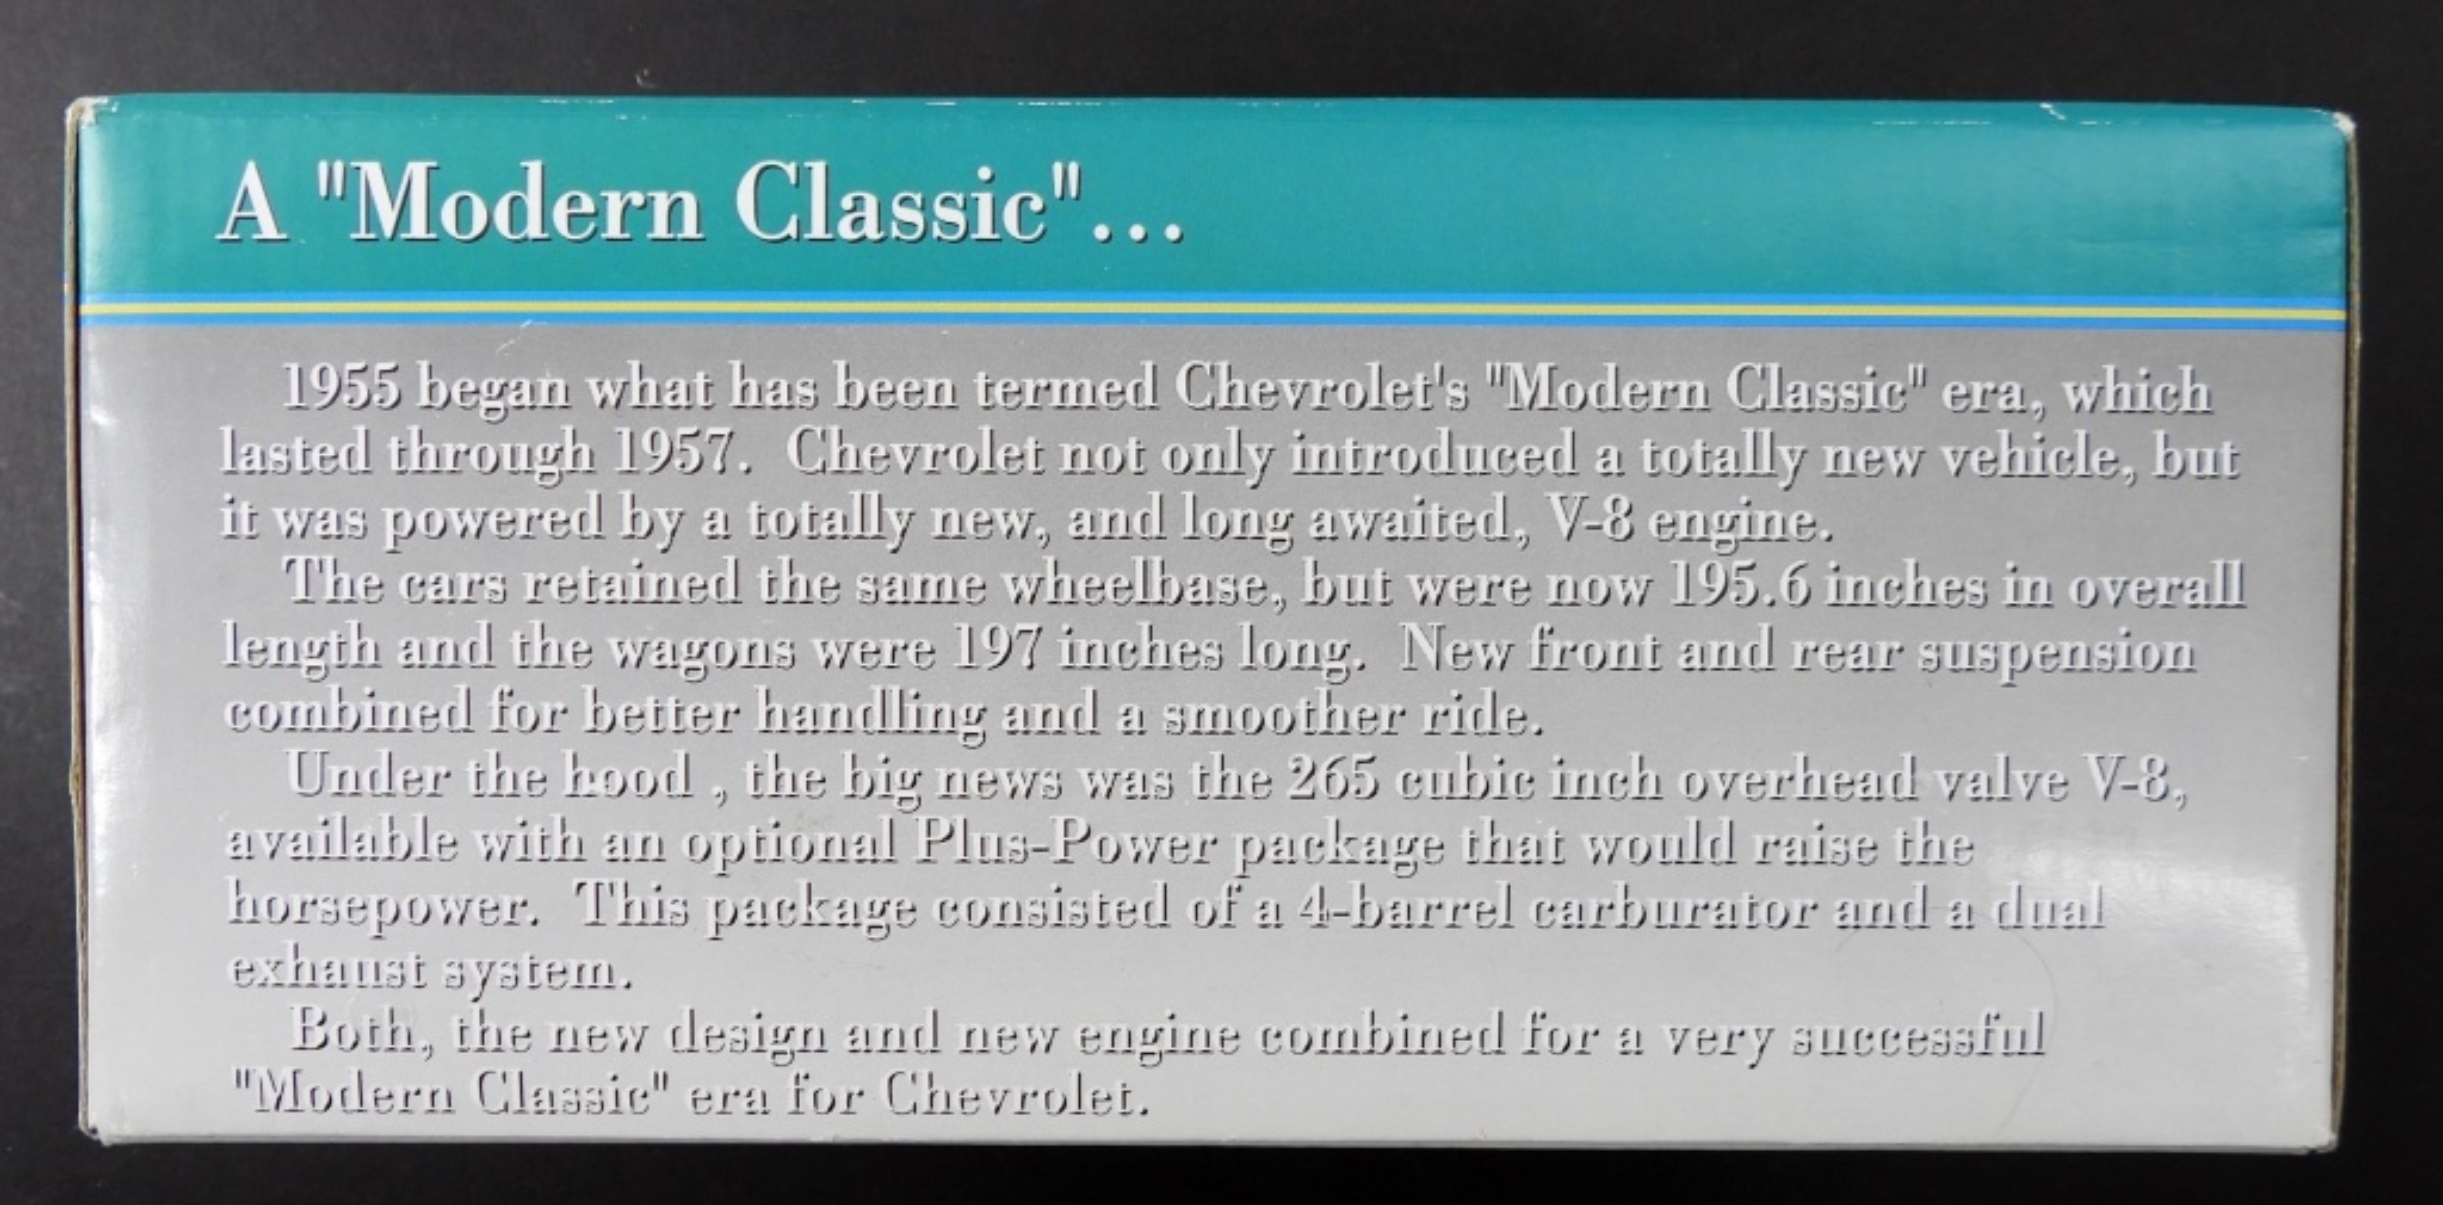 A "Modern Classic"...
1955 began what has been termed Chevrolet's "Modern Classic" era, which
lasted through 1957.  Chevrolet not only introduced a totally new vehicle, but
it was powered by a totally new, and long awaited, V-8 engine.
The cars retained the same wheelbase, but were now 195.6 inches in overall
length and the wagons were 197 inches long.  New front and rear suspension
combined for better handling and a smoother ride.
Under the hood , the big news was the 265 cubic inch overhead valve V-8,
available with an optional Plus-Power package that would raise the
horsepower.  This package consisted of a 4-barrel carburator and a dual
exhaust system.
Both, the new design and new engine combined for a very successful
"Modern Classic" era for Chevrolet.